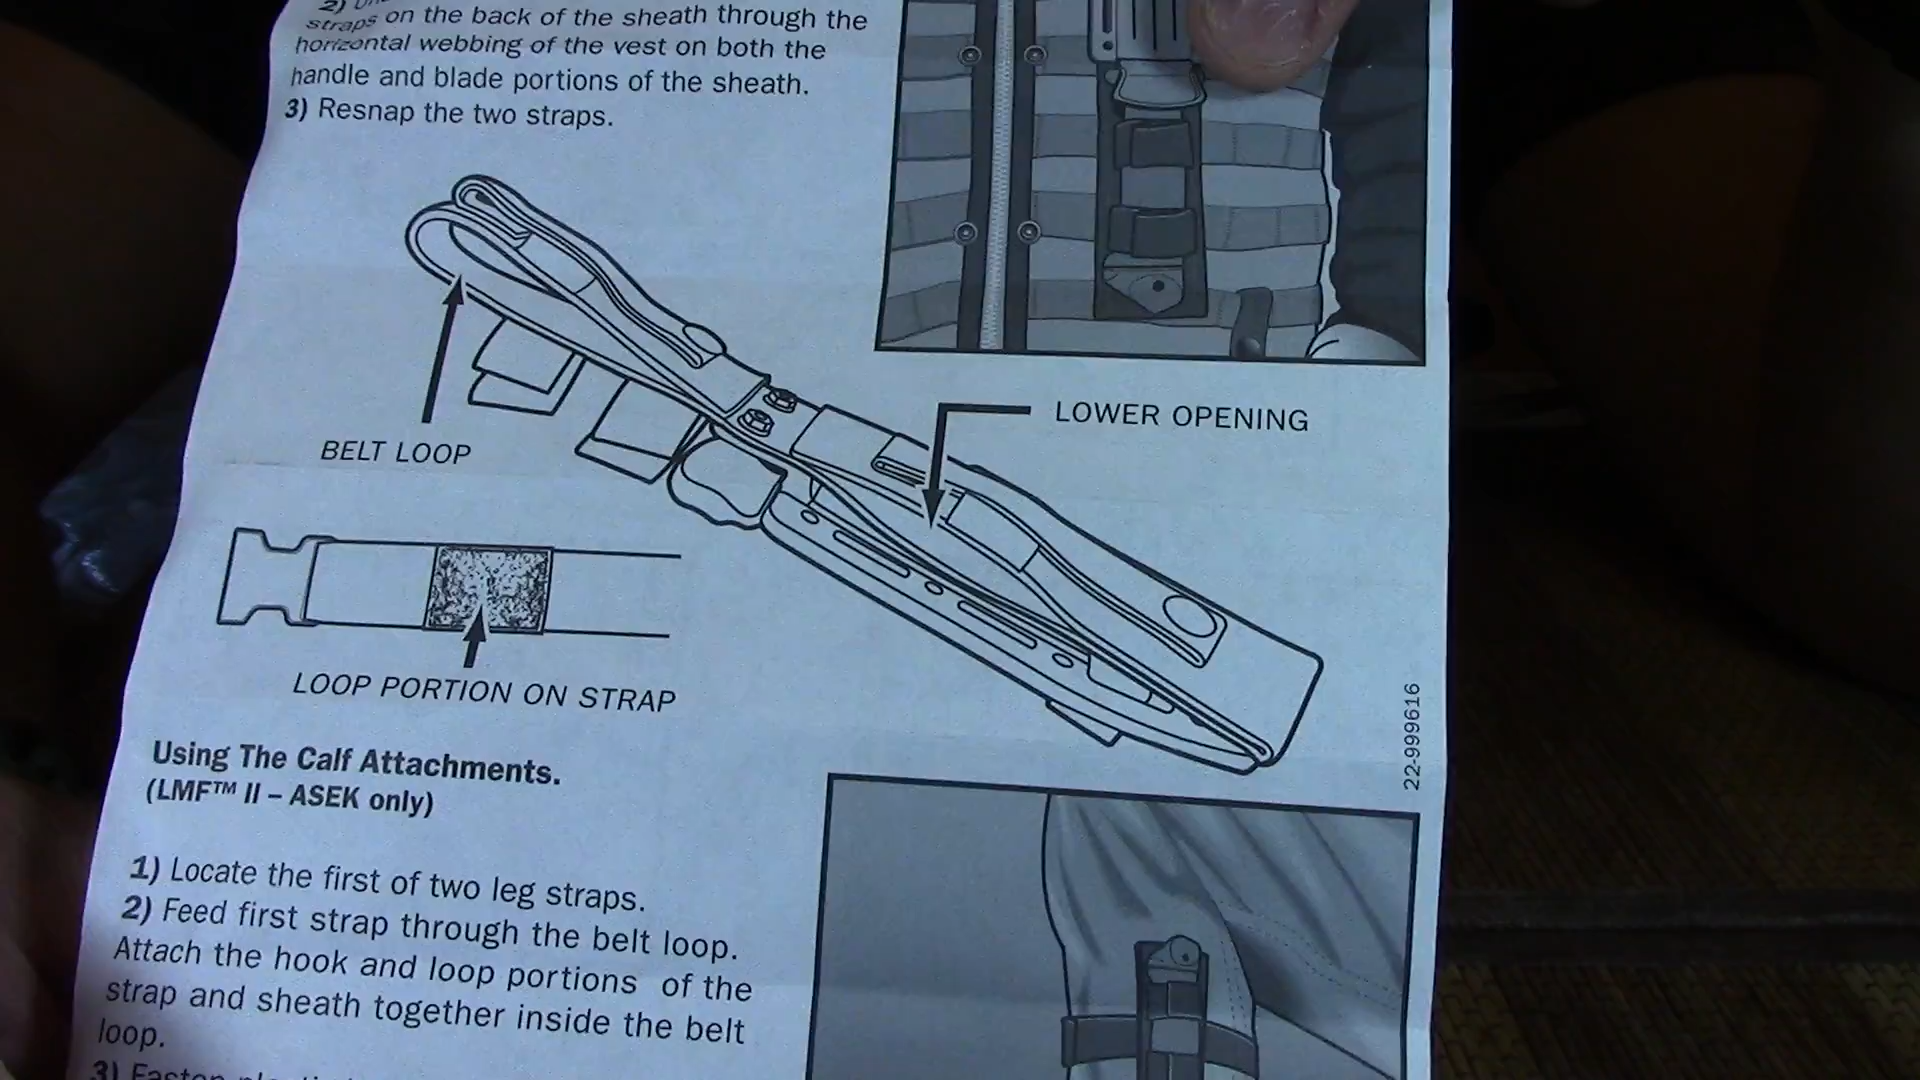 2)
straps on the back of the sheath through the
horizontal webbing of the vest on both the
handle and blade portions of the sheath.
3) Resnap the two straps.
LOWER OPENING
BELT LOOP
LOOP PORTION ON STRAP
22-999616
Using The Calf Attachments.
(LMF™ II – ASEK only)
1) Locate the first of two leg straps.
2) Feed first strap through the belt loop.
Attach the hook and loop portions of the
strap and sheath together inside the belt
loop.
3) Fasten